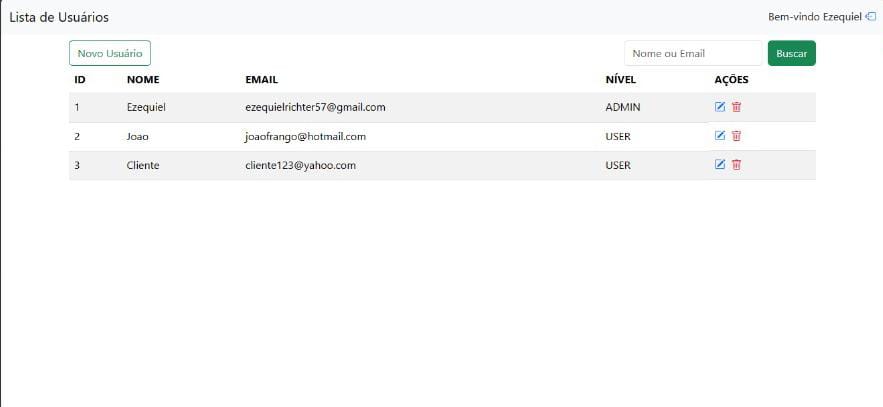 Lista de Usuários
Bem-vindo Ezequiel
Novo Usuário
Nome ou Email
Buscar
ID NOME EMAIL NÍVEL AÇÕES
1 Ezequiel ezequielrichter57@gmail.com ADMIN
2 Joao joaofrango@hotmail.com USER
3 Cliente cliente123@yahoo.com USER